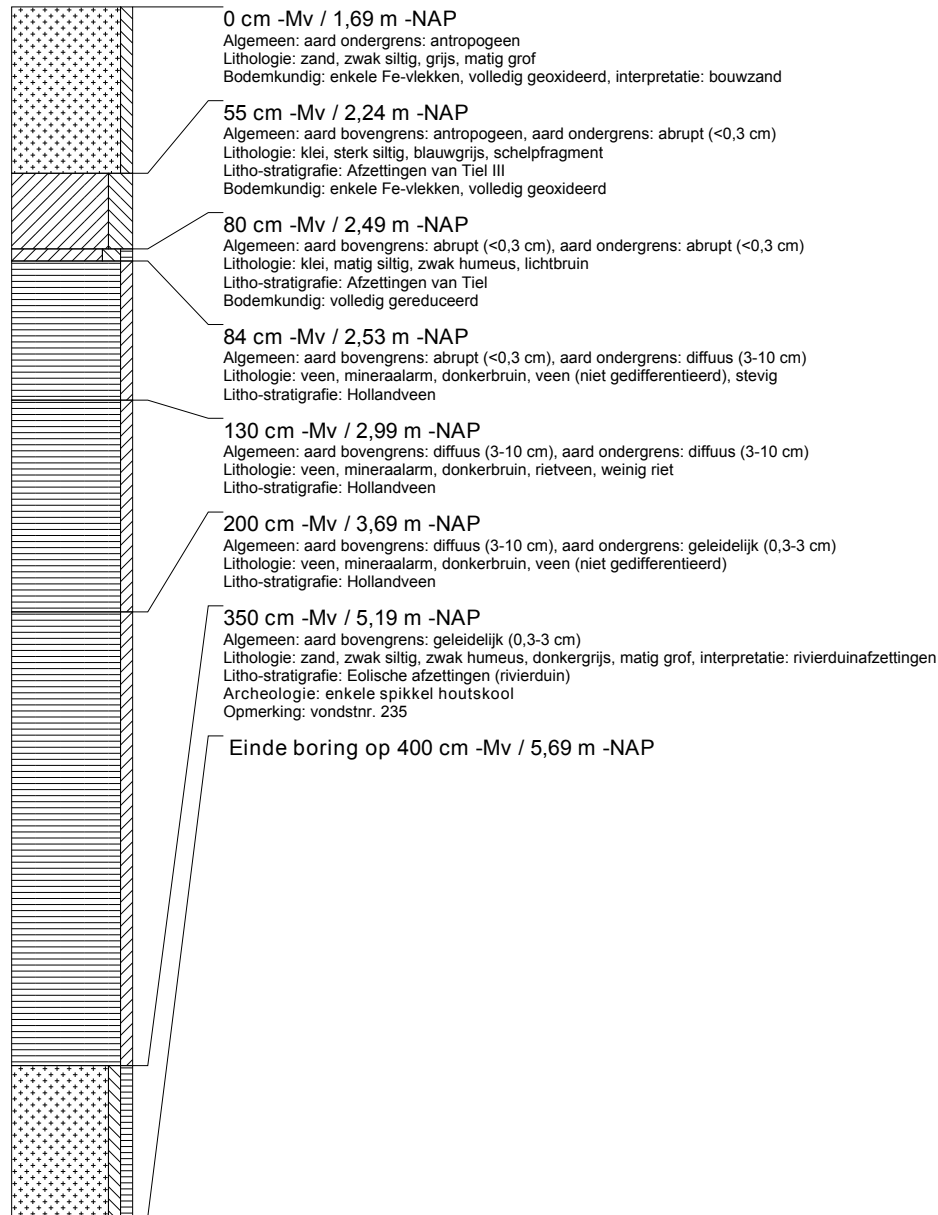 0 cm -Mv / 1,69 m -NAP
Algemeen: aard ondergrens: antropogeen
Lithologie: zand, zwak siltig, grijs, matig grof
Bodemkundig: enkele Fe-vlekken, volledig geoxideerd, interpretatie: bouwzand
55 cm -Mv / 2,24 m -NAP
Algemeen: aard bovengrens: antropogeen, aard ondergrens: abrupt (<0,3 cm)
Lithologie: klei, sterk siltig, blauwgrijs, schelpfragment
Litho-stratigrafie: Afzettingen van Tiel III
Bodemkundig: enkele Fe-vlekken, volledig geoxideerd
80 cm -Mv / 2,49 m -NAP
Algemeen: aard bovengrens: abrupt (<0,3 cm), aard ondergrens: abrupt (<0,3 cm)
Lithologie: klei, matig siltig, zwak humeus, lichtbruin
Litho-stratigrafie: Afzettingen van Tiel
Bodemkundig: volledig gereduceerd
84 cm -Mv / 2,53 m -NAP
Algemeen: aard bovengrens: abrupt (<0,3 cm), aard ondergrens: diffuus (3-10 cm)
Lithologie: veen, mineraalarm, donkerbruin, veen (niet gedifferentieerd), stevig
Litho-stratigrafie: Hollandveen
130 cm -Mv / 2,99 m -NAP
Algemeen: aard bovengrens: diffuus (3-10 cm), aard ondergrens: diffuus (3-10 cm)
Lithologie: veen, mineraalarm, donkerbruin, rietveen, weinig riet
Litho-stratigrafie: Hollandveen
200 cm -Mv / 3,69 m -NAP
Algemeen: aard bovengrens: diffuus (3-10 cm), aard ondergrens: geleidelijk (0,3-3 cm)
Lithologie: veen, mineraalarm, donkerbruin, veen (niet gedifferentieerd)
Litho-stratigrafie: Hollandveen
350 cm -Mv / 5,19 m -NAP
Algemeen: aard bovengrens: geleidelijk (0,3-3 cm)
Lithologie: zand, zwak siltig, zwak humeus, donkergrijs, matig grof, interpretatie: rivierduinafzettingen
Litho-stratigrafie: Eolische afzettingen (rivierduin)
Archeologie: enkele spikkel houtskool
Opmerking: vondstnr. 235
Einde boring op 400 cm -Mv / 5,69 m -NAP